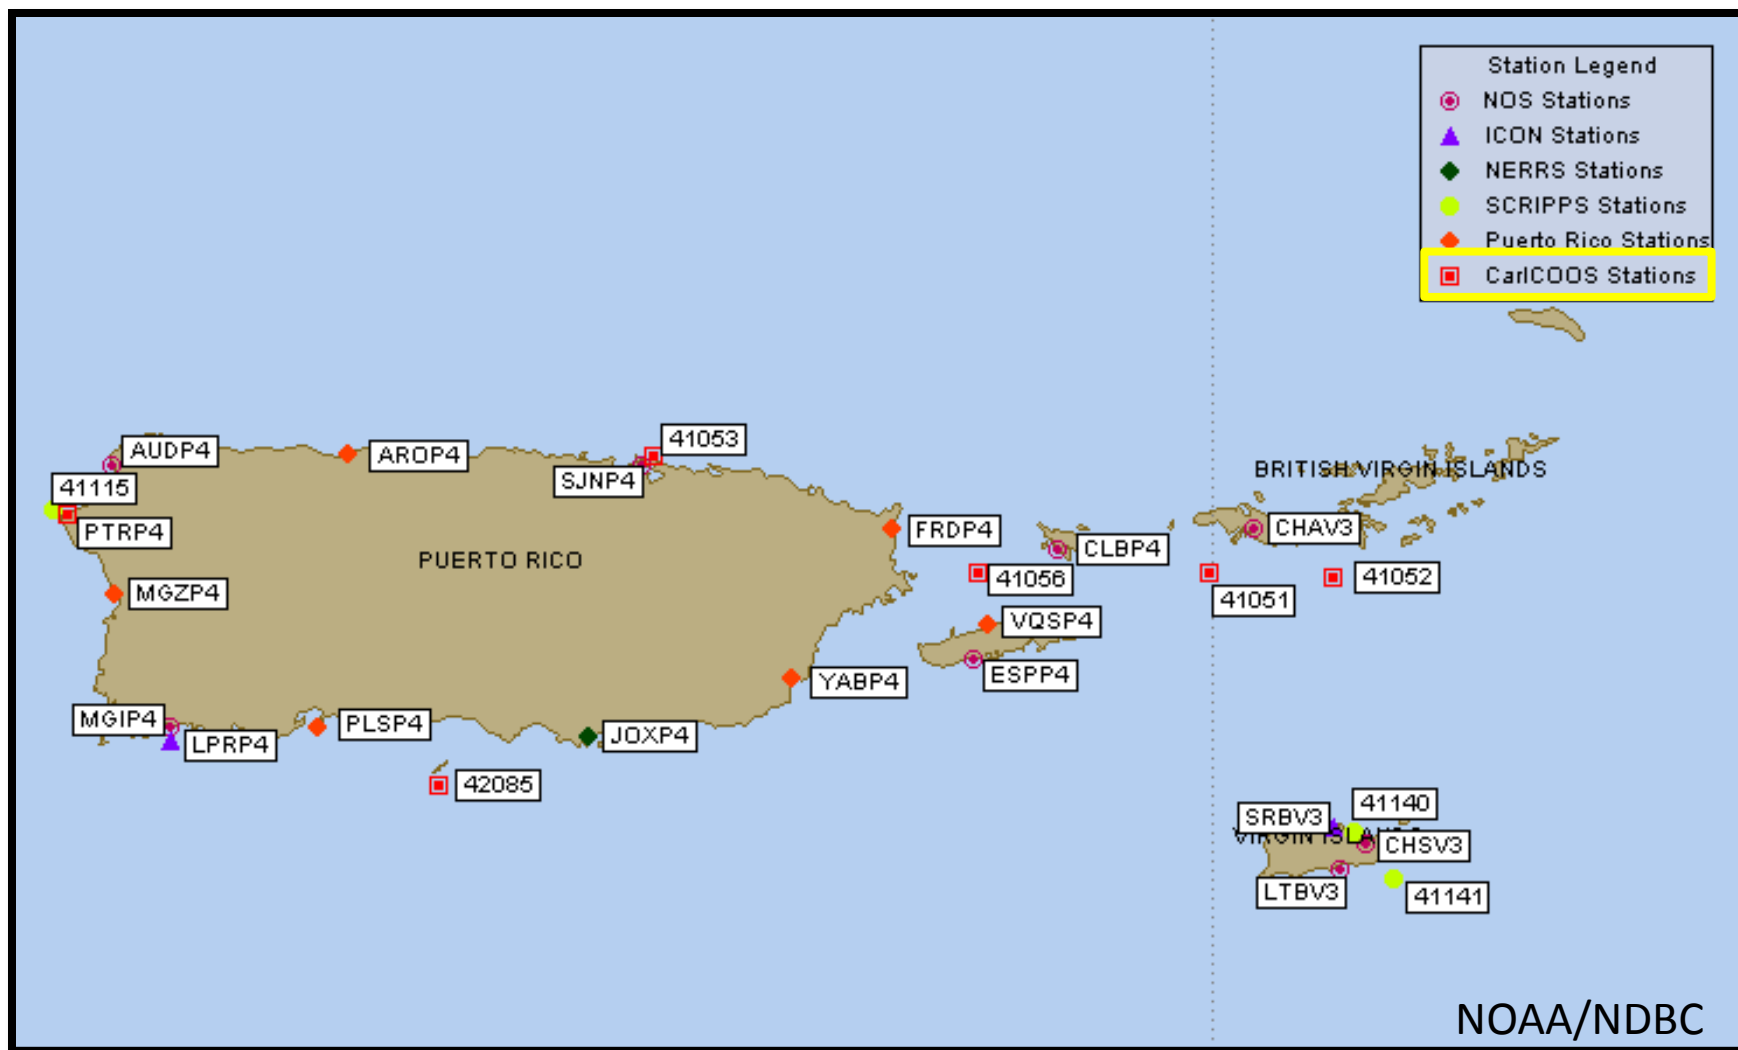 Station Legend
NOS Stations
ICON Stations
NERRS Stations
SCRIPPS Stations
Puerto Rico Stations
CarICOOS Stations
41053
AUDP4
AROP4
BRITISH VIRGIN ISLANDS
SJNP4
41115
PTRP4
FRDP4
CHAV3
CLBP4
PUERTO RICO
41056
41052
MGZP4
41051
VQSP4
ESPP4
YABP4
MGIP4
PLSP4
LPRP4
JOXP4
42085
41140
SRBV3
VIRGIN ISLANDS
CHSV3
LTBV3
41141
NOAA/NDBC